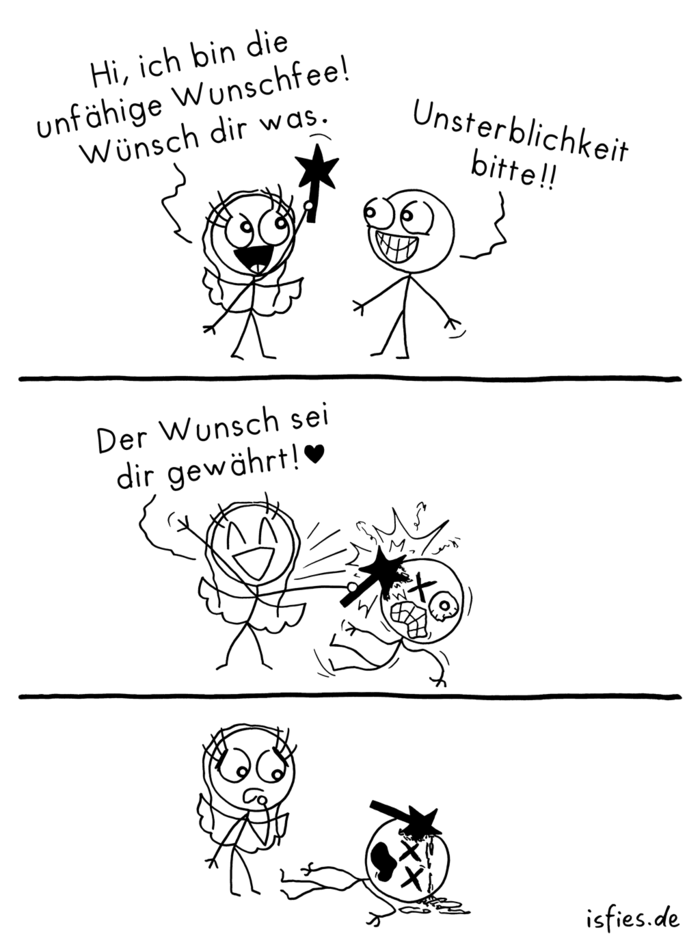 Hi, ich bin die
unfähige Wunschfee!
Wünsch dir was.
Unsterblichkeit
bitte!!
Der Wunsch sei
dir gewährt!♥
isfies.de